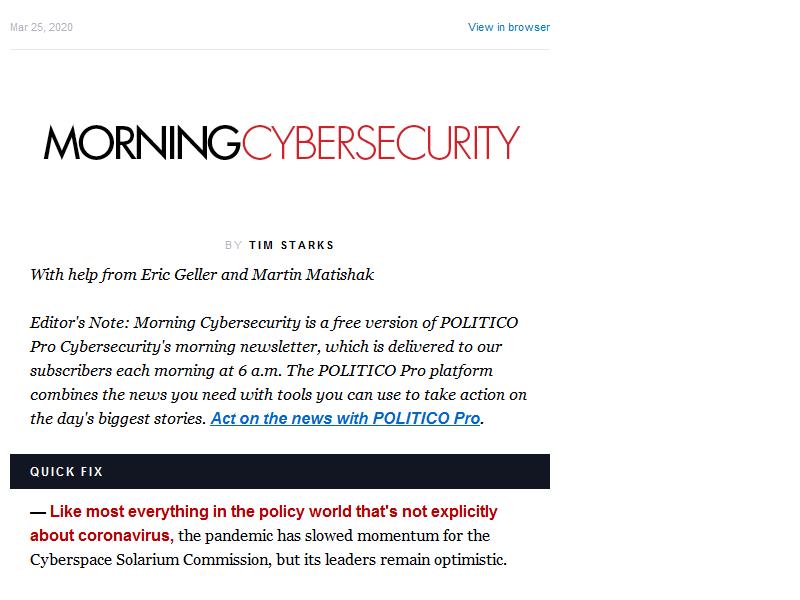 Mar 25, 2020 View in browser
MORNINGCYBERSECURITY
BY TIM STARKS
With help from Eric Geller and Martin Matishak
Editor's Note: Morning Cybersecurity is a free version of POLITICO
Pro Cybersecurity's morning newsletter, which is delivered to our
subscribers each morning at 6 a.m. The POLITICO Pro platform
combines the news you need with tools you can use to take action on
the day's biggest stories. Act on the news with POLITICO Pro.
QUICK FIX
— Like most everything in the policy world that's not explicitly
about coronavirus, the pandemic has slowed momentum for the
Cyberspace Solarium Commission, but its leaders remain optimistic.